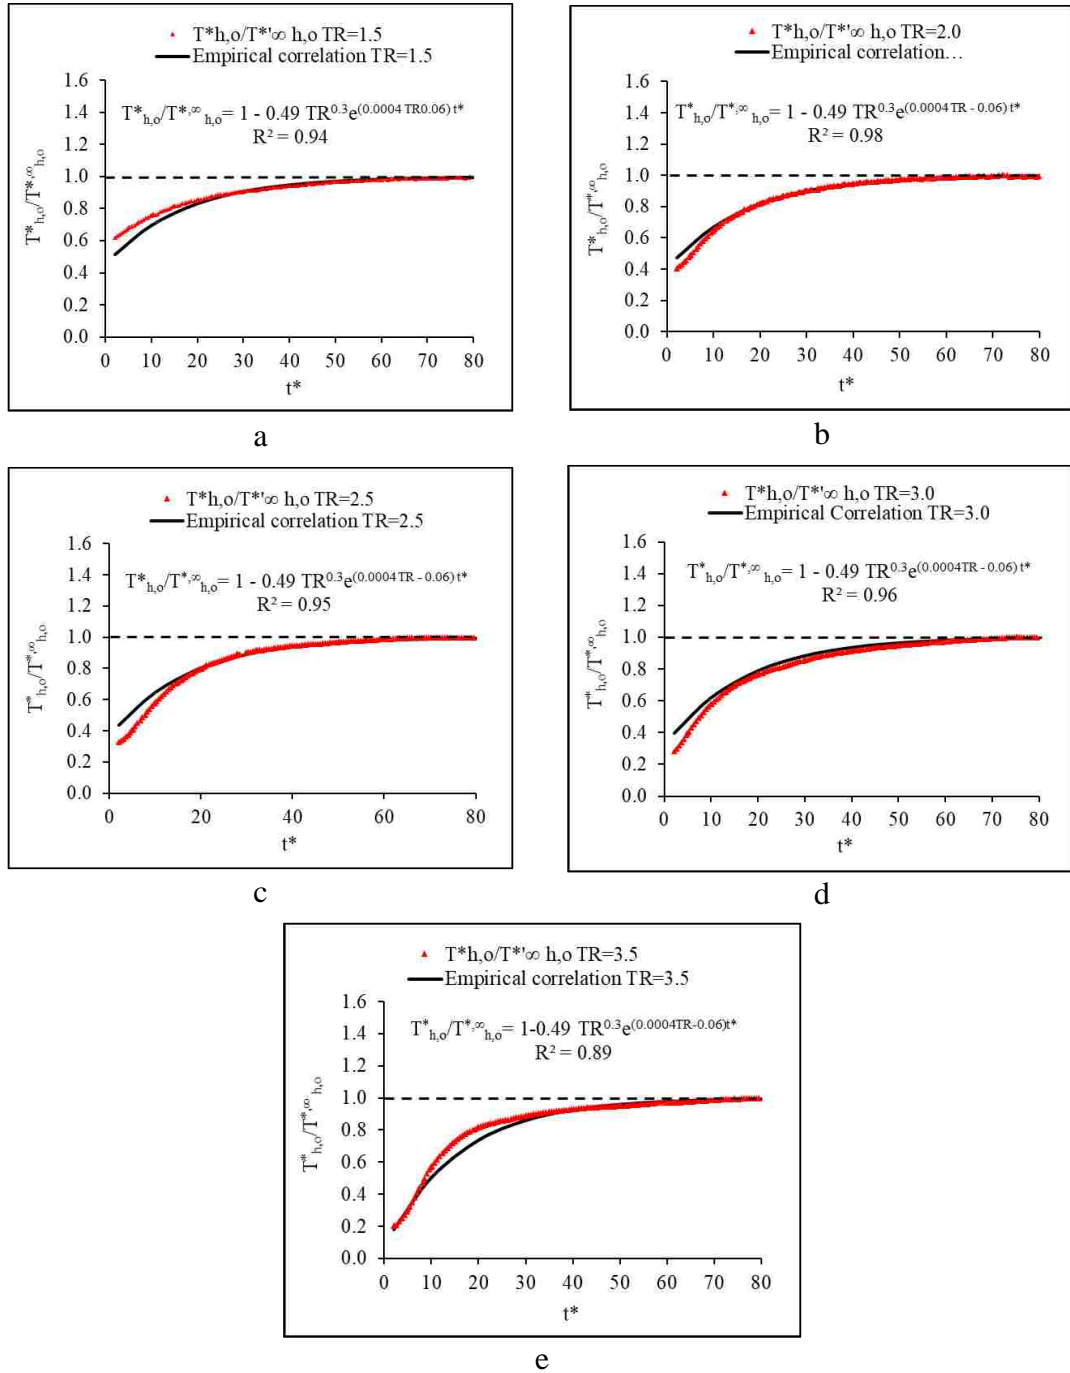 T*h,o/T*'∞ h,o TR=1.5
Empirical correlation TR=1.5
1.6
T*h,o/T*,∞h,o= 1 - 0.49 TR0.3e(0.0004 TR0.06) t*
1.4
R² = 0.94
1.2
1.0
0.8
0.6
0.4
0.2
0.0
T*h,o/T*,∞h,o
0 10 20 30 40 50 60 70 80
t*
a
T*h,o/T*'∞ h,o TR=2.0
Empirical correlation…
1.6
T*h,o/T*,∞h,o= 1 - 0.49 TR0.3e(0.0004 TR - 0.06) t*
1.4
R² = 0.98
1.2
1.0
0.8
0.6
0.4
0.2
0.0
T*h,o/T*,∞h,o
0 10 20 30 40 50 60 70 80
t*
b
T*h,o/T*'∞ h,o TR=2.5
Empirical correlation TR=2.5
1.6
1.4
T*h,o/T*,∞h,o= 1 - 0.49 TR0.3e(0.0004 TR - 0.06) t*
R² = 0.95
1.2
1.0
0.8
0.6
0.4
0.2
0.0
T*h,o/T*,∞h,o
0 20 40 60 80
t*
c
T*h,o/T*'∞ h,o TR=3.0
Empirical Correlation TR=3.0
1.6
1.4
T*h,o/T*,∞h,o= 1 - 0.49 TR0.3e(0.0004TR - 0.06) t*
R² = 0.96
1.2
1.0
0.8
0.6
0.4
0.2
0.0
T*h,o/T*,∞h,o
0 10 20 30 40 50 60 70 80
t*
d
T*h,o/T*'∞ h,o TR=3.5
Empirical correlation TR=3.5
1.6
1.4
T*h,o/T*,∞h,o= 1-0.49 TR0.3e(0.0004TR-0.06)t*
R² = 0.89
1.2
1.0
0.8
0.6
0.4
0.2
0.0
T*h,o/T*,∞h,o
0 10 20 30 40 50 60 70 80
t*
e